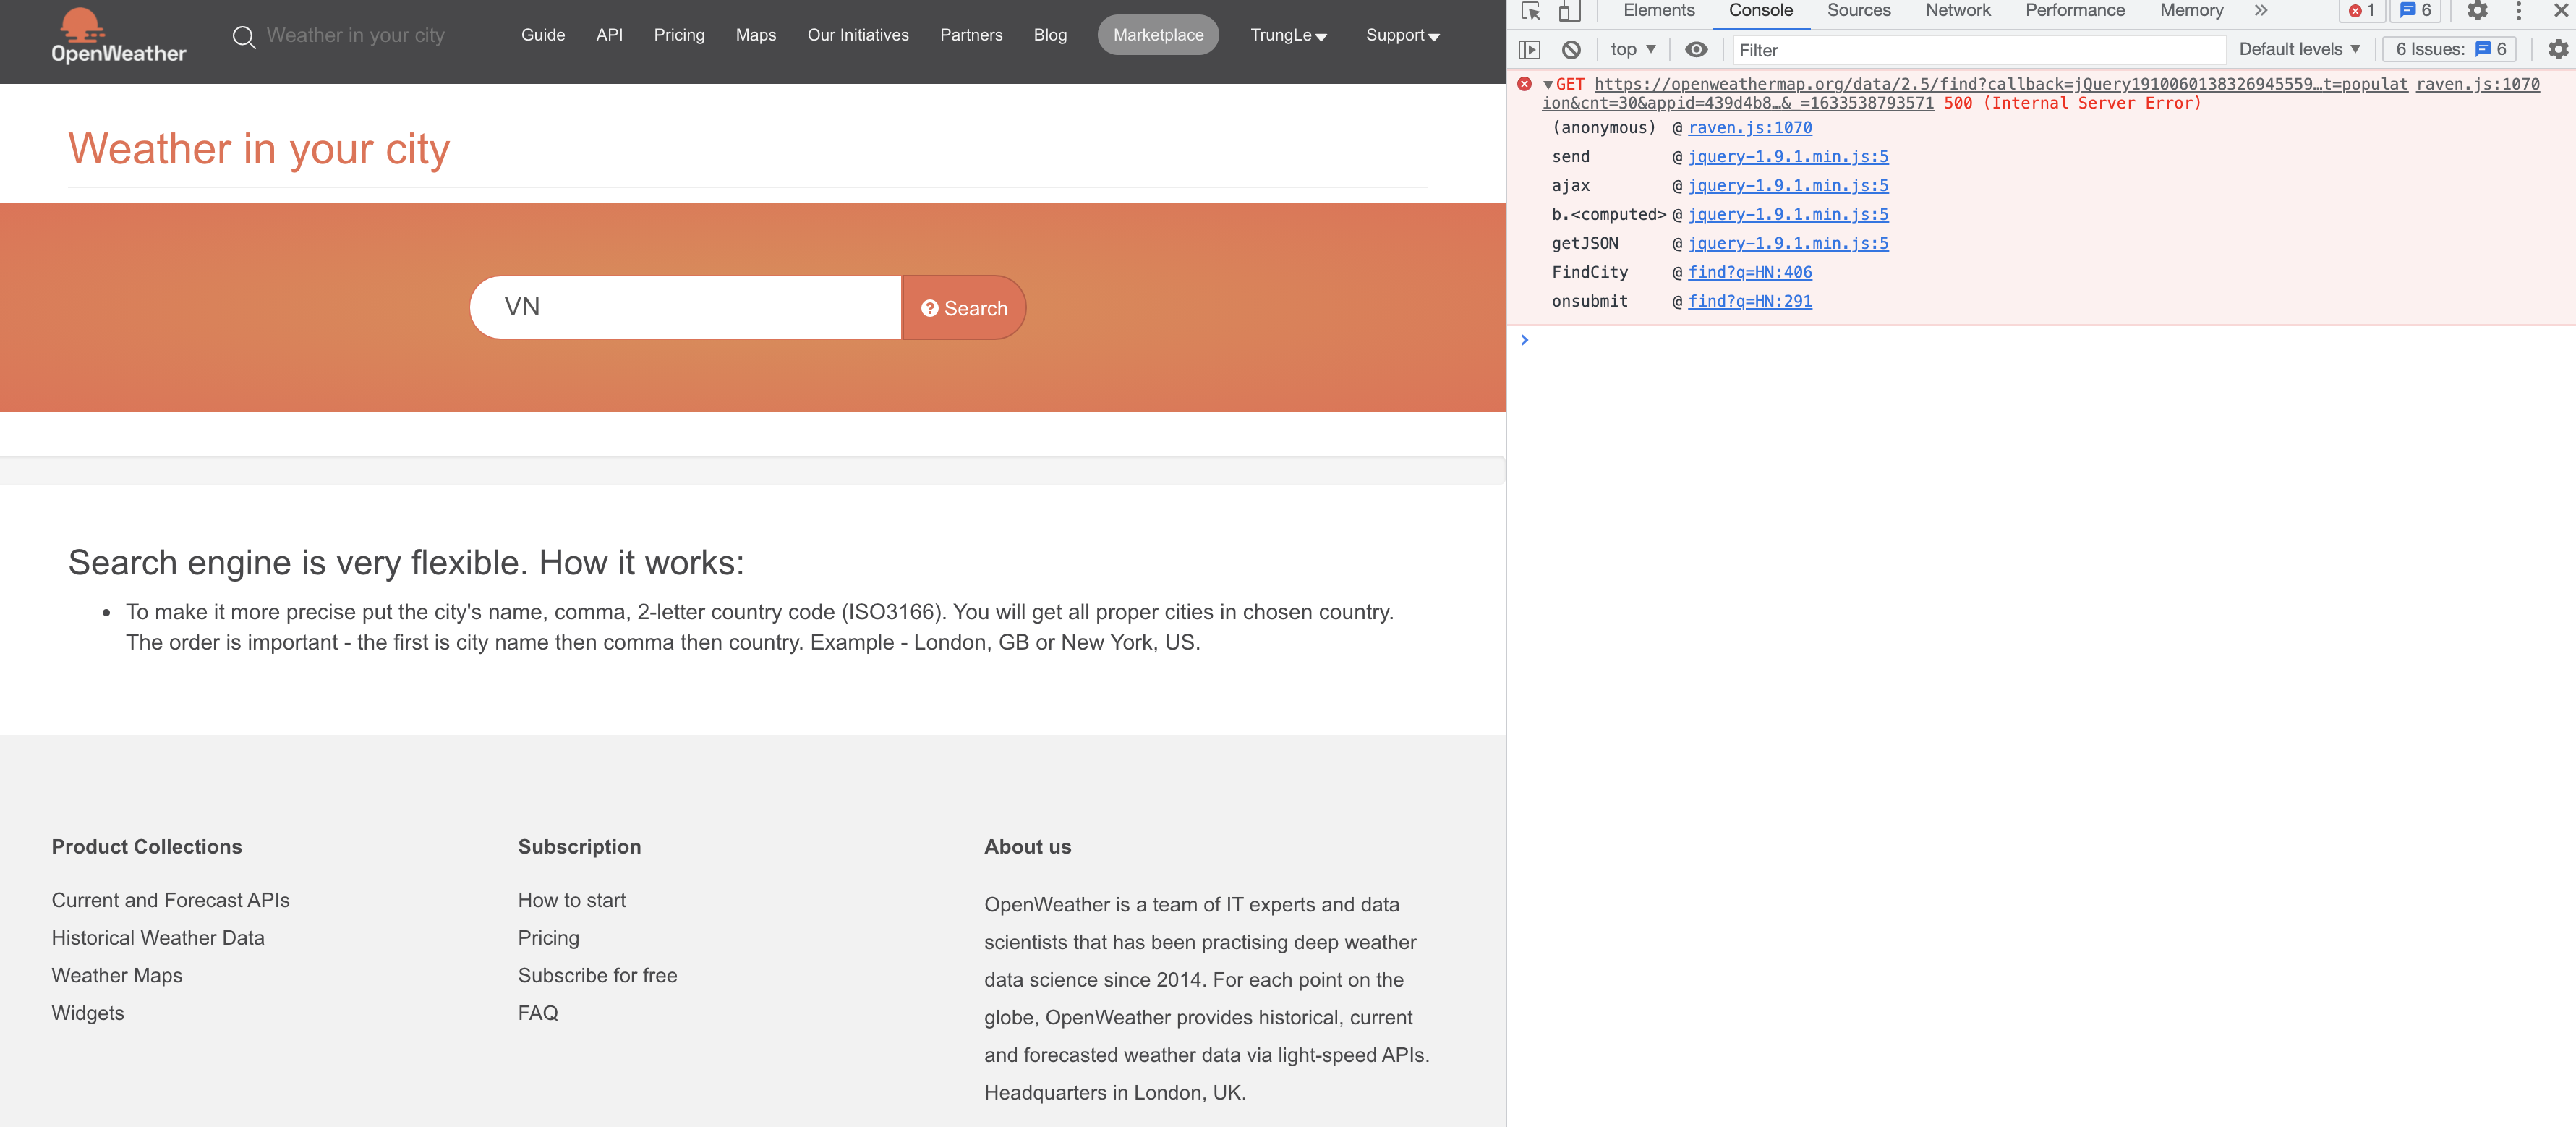 OpenWeather
Weather in your city
Guide API Pricing Maps Our Initiatives Partners Blog Marketplace TrungLe Support
Weather in your city
VN
Search
Search engine is very flexible. How it works:
• To make it more precise put the city's name, comma, 2-letter country code (ISO3166). You will get all proper cities in chosen country.
The order is important - the first is city name then comma then country. Example - London, GB or New York, US.
Product Collections
Current and Forecast APIs
Historical Weather Data
Weather Maps
Widgets
Subscription
How to start
Pricing
Subscribe for free
FAQ
About us
OpenWeather is a team of IT experts and data
scientists that has been practising deep weather
data science since 2014. For each point on the
globe, OpenWeather provides historical, current
and forecasted weather data via light-speed APIs.
Headquarters in London, UK.
Elements Console Sources Network Performance Memory » 1 6
top Filter Default levels 6 Issues: 6
GET https://openweathermap.org/data/2.5/find?callback=jQuery1910060138326945559…t=populat raven.js:1070
ion&cnt=30&appid=439d4b8…&_=1633538793571 500 (Internal Server Error)
(anonymous) @ raven.js:1070
send @ jquery-1.9.1.min.js:5
ajax @ jquery-1.9.1.min.js:5
b.<computed> @ jquery-1.9.1.min.js:5
getJSON @ jquery-1.9.1.min.js:5
FindCity @ find?q=HN:406
onsubmit @ find?q=HN:291